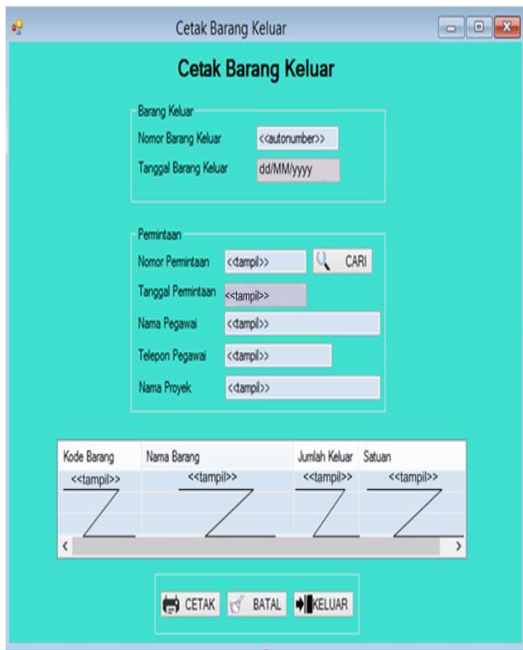 Cetak Barang Keluar
Cetak Barang Keluar
Barang Keluar
Nomor Barang Keluar <<autonumber>>
Tanggal Barang Keluar dd/MM/yyyy
Permintaan
Nomor Permintaan <<tampil>> CARI
Tanggal Permintaan <<tampil>>
Nama Pegawai <<tampil>>
Telepon Pegawai <<tampil>>
Nama Proyek <<tampil>>
Kode Barang Nama Barang Jumlah Keluar Satuan
<<tampil>> <<tampil>> <<tampil>> <<tampil>>
CETAK BATAL KELUAR